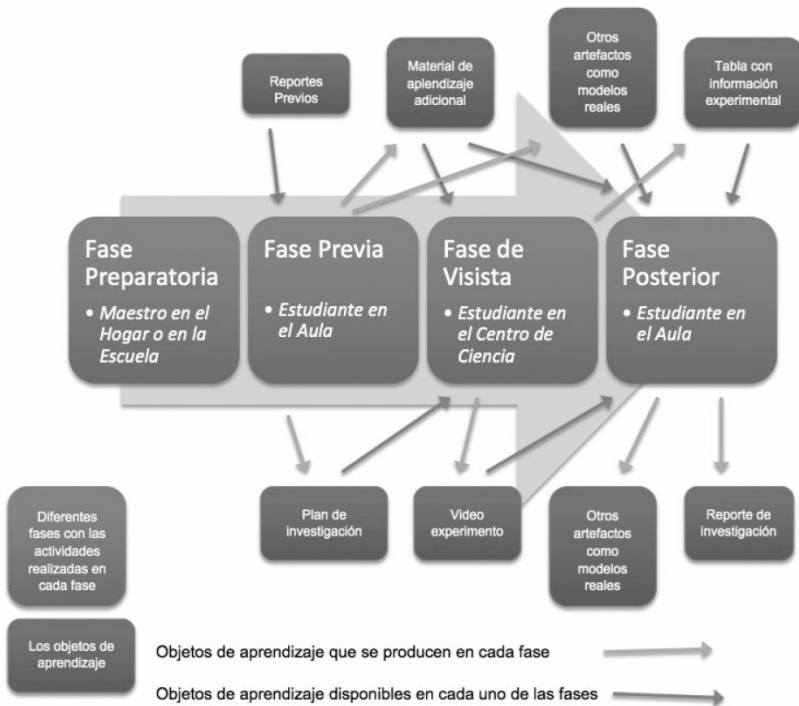 Reportes
Previos
Material de
aplendizaje
adicional
Otros
artefactos
como
modelos
reales
Tabla con
información
experimental
Fase
Preparatoria
• Maestro en el
Hogar o en la
Escuela
Fase Previa
• Estudiante en
el Aula
Fase de
Visista
• Estudiante en
el Centro de
Ciencia
Fase
Posterior
• Estudiante en
el Aula
Plan de
investigación
Video
experimento
Otros
artefactos
como
modelos
reales
Reporte de
investigación
Diferentes
fases con las
actividades
realizadas en
cada fase
Los objetos de
aprendizaje
Objetos de aprendizaje que se producen en cada fase
Objetos de aprendizaje disponibles en cada uno de las fases